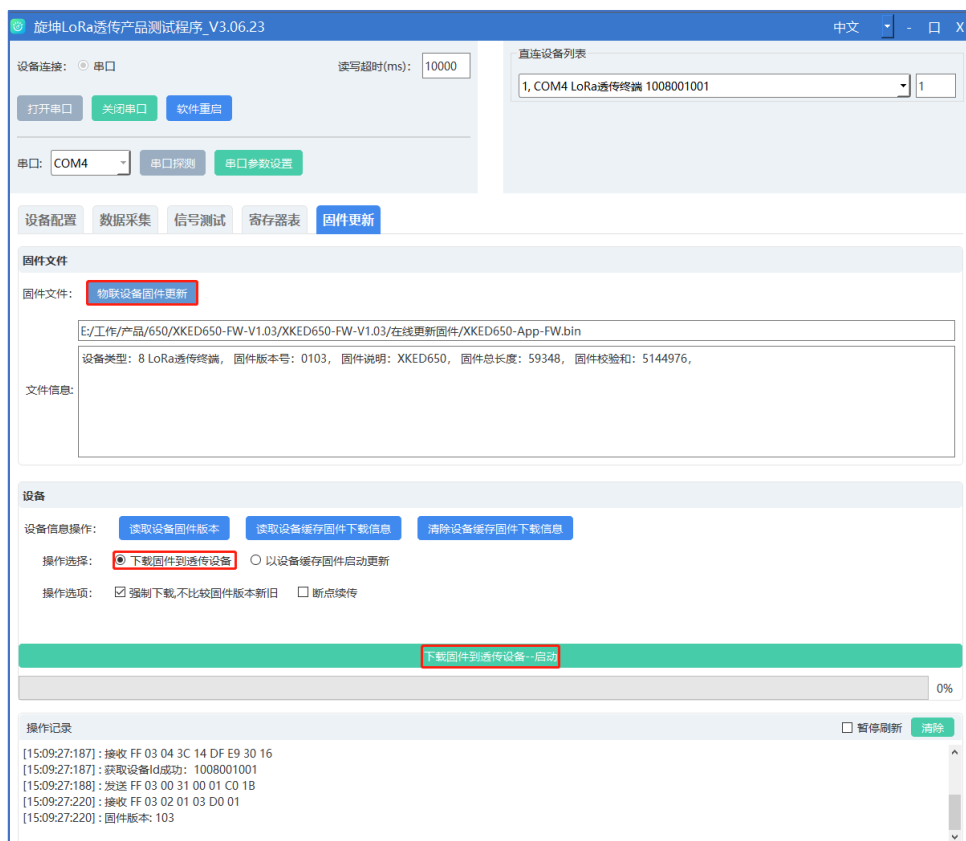 旋坤LoRa透传产品测试程序_V3.06.23 中文 - 口 X
设备连接: 串口 读写超时(ms): 10000
直连设备列表
1, COM4 LoRa透传终端 1008001001 1
打开串口 关闭串口 软件重启
串口: COM4 串口探测 串口参数设置
设备配置 数据采集 信号测试 寄存器表 固件更新
固件文件
固件文件: 物联设备固件更新
E:/工作/产品/650/XKED650-FW-V1.03/XKED650-FW-V1.03/在线更新固件/XKED650-App-FW.bin
设备类型: 8 LoRa透传终端, 固件版本号: 0103, 固件说明: XKED650, 固件总长度: 59348, 固件校验和: 5144976,
文件信息:
设备
设备信息操作: 读取设备固件版本 读取设备缓存固件下载信息 清除设备缓存固件下载信息
操作选择: 下载固件到透传设备 以设备缓存固件启动更新
操作选项: 强制下载,不比较固件版本新旧 断点续传
下载固件到透传设备--启动
0%
操作记录 暂停刷新 清除
[15:09:27:187] : 接收 FF 03 04 3C 14 DF E9 30 16
[15:09:27:187] : 获取设备Id成功: 1008001001
[15:09:27:188] : 发送 FF 03 00 31 00 01 C0 1B
[15:09:27:220] : 接收 FF 03 02 01 03 D0 01
[15:09:27:220] : 固件版本: 103